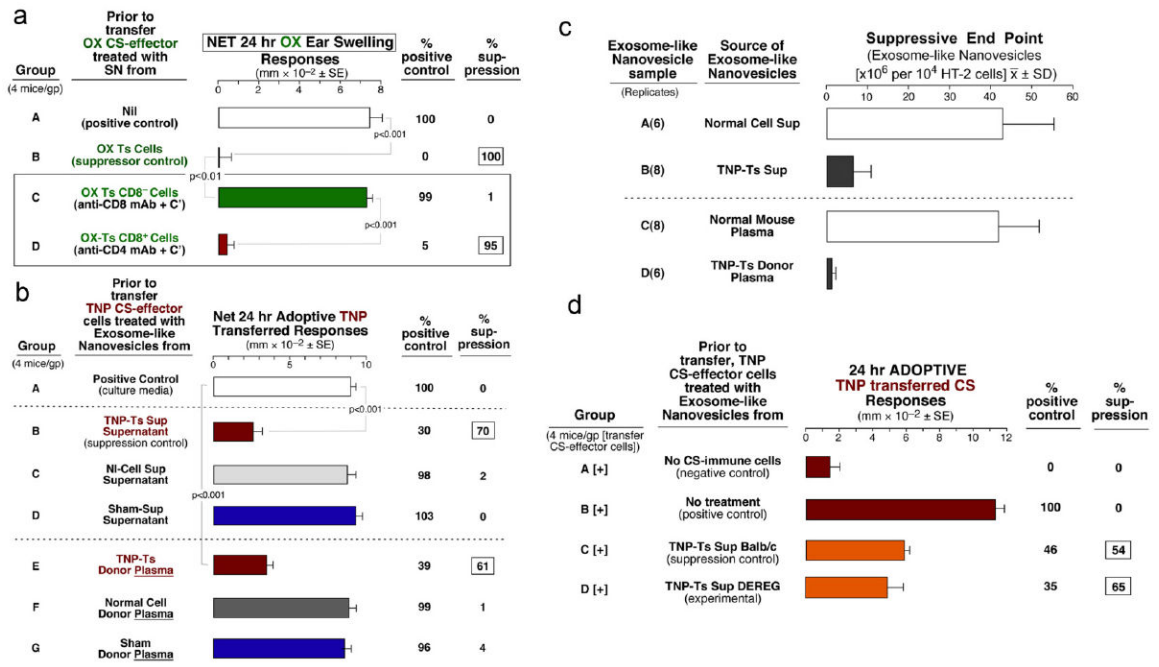 a
Prior to
transfer
OX CS-effector
treated with
SN from
NET 24 hr OX Ear Swelling
Responses
(mm × 10⁻² ± SE)
%
positive
control
%
sup-
pression
Group
(4 mice/gp)
0 2 4 6 8
A Nil (positive control) 100 0
p<0.001
B OX Ts Cells (suppressor control) 0 100
p<0.01
C OX Ts CD8⁻ Cells (anti-CD8 mAb + C') 99 1
p<0.001
D OX-Ts CD8⁺ Cells (anti-CD4 mAb + C') 5 95
b
Prior to
transfer
TNP CS-effector
cells treated with
Exosome-like
Nanovesicles from
Net 24 hr Adoptive TNP
Transferred Responses
(mm × 10⁻² ± SE)
%
positive
control
%
sup-
pression
Group
(4 mice/gp)
0 5 10
A Positive Control (culture media) 100 0
p<0.001
B TNP-Ts Sup Supernatant (suppression control) 30 70
C Nl-Cell Sup Supernatant 98 2
p<0.001
D Sham-Sup Supernatant 103 0
E TNP-Ts Donor Plasma 39 61
F Normal Cell Donor Plasma 99 1
G Sham Donor Plasma 96 4
c
Exosome-like
Nanovesicle
sample
(Replicates)
Source of
Exosome-like
Nanovesicles
Suppressive End Point
(Exosome-like Nanovesicles
[x10⁶ per 10⁴ HT-2 cells] x̄ ± SD)
0 10 20 30 40 50 60
A(6) Normal Cell Sup
B(8) TNP-Ts Sup
C(8) Normal Mouse Plasma
D(6) TNP-Ts Donor Plasma
d
Prior to
transfer, TNP
CS-effector cells
treated with
Exosome-like
Nanovesicles from
24 hr ADOPTIVE
TNP transferred CS
Responses
(mm × 10⁻² ± SE)
%
positive
control
%
sup-
pression
Group
(4 mice/gp [transfer
CS-effector cells])
0 2 4 6 8 10 12
A [+] No CS-immune cells (negative control) 0 0
B [+] No treatment (positive control) 100 0
C [+] TNP-Ts Sup Balb/c (suppression control) 46 54
D [+] TNP-Ts Sup DEREG (experimental) 35 65